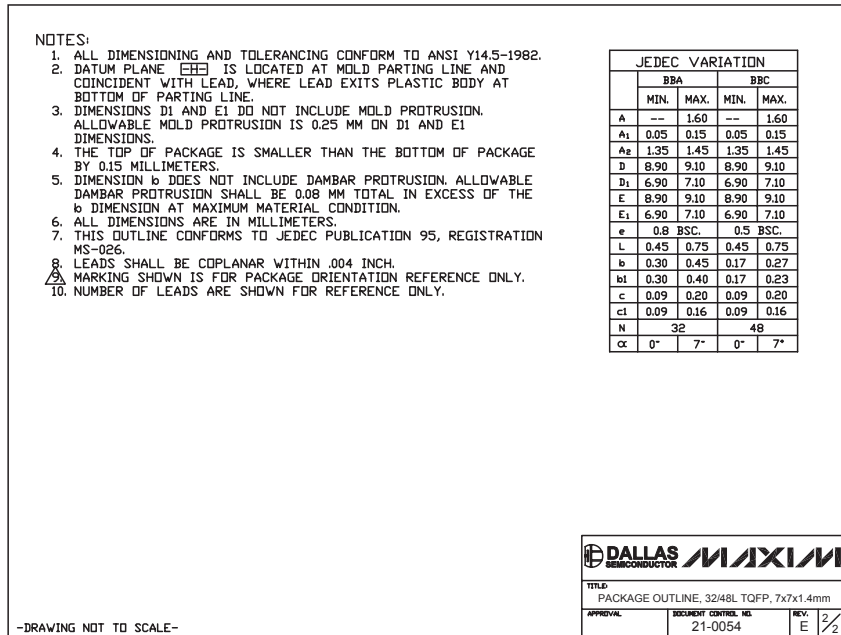 NOTES:
1. ALL DIMENSIONING AND TOLERANCING CONFORM TO ANSI Y14.5-1982.
2. DATUM PLANE -H- IS LOCATED AT MOLD PARTING LINE AND
COINCIDENT WITH LEAD, WHERE LEAD EXITS PLASTIC BODY AT
BOTTOM OF PARTING LINE.
3. DIMENSIONS D1 AND E1 DO NOT INCLUDE MOLD PROTRUSION.
ALLOWABLE MOLD PROTRUSION IS 0.25 MM ON D1 AND E1
DIMENSIONS.
4. THE TOP OF PACKAGE IS SMALLER THAN THE BOTTOM OF PACKAGE
BY 0.15 MILLIMETERS.
5. DIMENSION b DOES NOT INCLUDE DAMBAR PROTRUSION. ALLOWABLE
DAMBAR PROTRUSION SHALL BE 0.08 MM TOTAL IN EXCESS OF THE
b DIMENSION AT MAXIMUM MATERIAL CONDITION.
6. ALL DIMENSIONS ARE IN MILLIMETERS.
7. THIS OUTLINE CONFORMS TO JEDEC PUBLICATION 95, REGISTRATION
MS-026.
8. LEADS SHALL BE COPLANAR WITHIN .004 INCH.
9. MARKING SHOWN IS FOR PACKAGE ORIENTATION REFERENCE ONLY.
10. NUMBER OF LEADS ARE SHOWN FOR REFERENCE ONLY.
JEDEC VARIATION
BBA BBC
MIN. MAX. MIN. MAX.
A -- 1.60 -- 1.60
A1 0.05 0.15 0.05 0.15
A2 1.35 1.45 1.35 1.45
D 8.90 9.10 8.90 9.10
D1 6.90 7.10 6.90 7.10
E 8.90 9.10 8.90 9.10
E1 6.90 7.10 6.90 7.10
e 0.8 BSC. 0.5 BSC.
L 0.45 0.75 0.45 0.75
b 0.30 0.45 0.17 0.27
b1 0.30 0.40 0.17 0.23
c 0.09 0.20 0.09 0.20
c1 0.09 0.16 0.09 0.16
N 32 48
α 0° 7° 0° 7°
DALLAS SEMICONDUCTOR MAXIM
TITLE:
PACKAGE OUTLINE, 32/48L TQFP, 7x7x1.4mm
APPROVAL DOCUMENT CONTROL NO. REV.
21-0054 E 2/2
-DRAWING NOT TO SCALE-